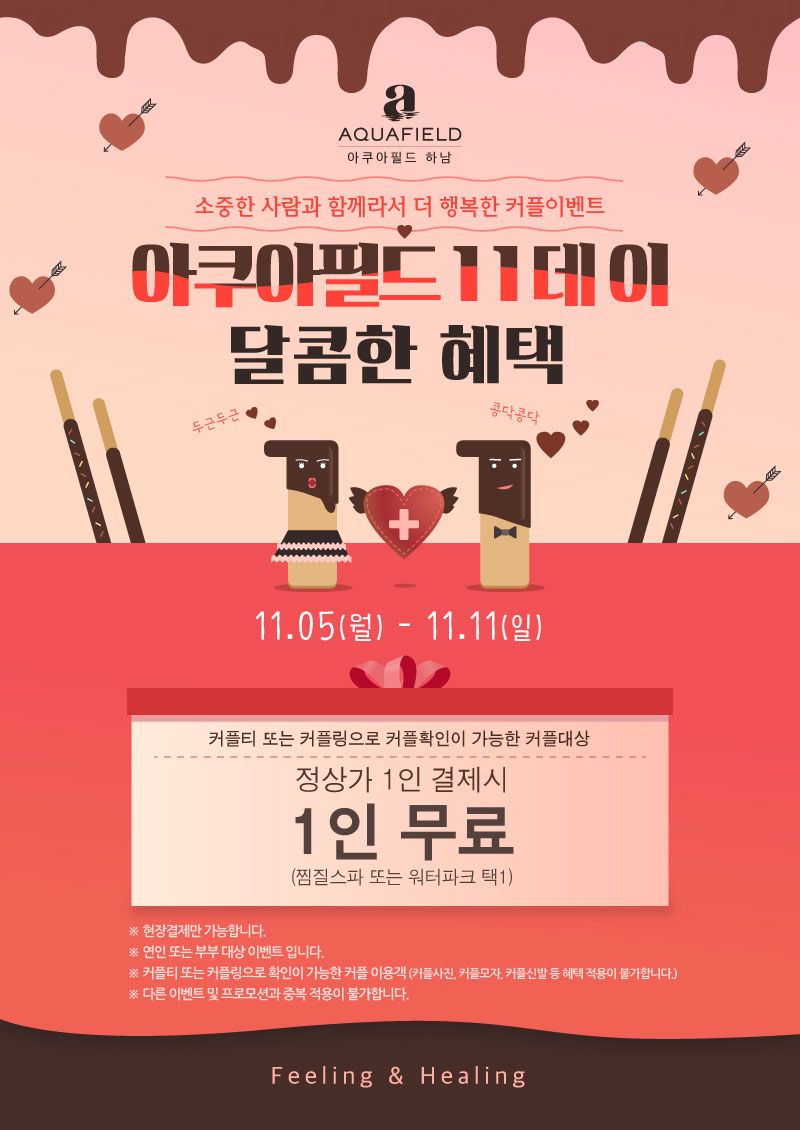 a
AQUAFIELD
아쿠아필드 하남
소중한 사람과 함께라서 더 행복한 커플이벤트
아쿠아필드 11데이
달콤한 혜택
두근두근
콩닥콩닥
11.05(월) - 11.11(일)
커플티 또는 커플링으로 커플확인이 가능한 커플대상
정상가 1인 결제시
1인 무료
(찜질스파 또는 워터파크 택1)
※ 현장결제만 가능합니다.
※ 연인 또는 부부 대상 이벤트 입니다.
※ 커플티 또는 커플링으로 확인이 가능한 커플 이용객 (커플사진, 커플모자, 커플신발 등 혜택 적용이 불가합니다.)
※ 다른 이벤트 및 프로모션과 중복 적용이 불가합니다.
Feeling & Healing